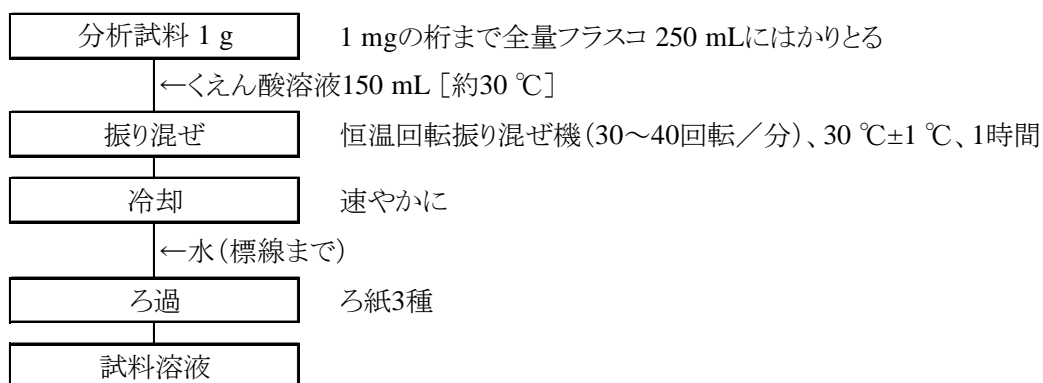 分析試料 1 g 1 mgの桁まで全量フラスコ 250 mLにはかりとる
←くえん酸溶液150 mL［約30 ℃］
振り混ぜ 恒温回転振り混ぜ機（30～40回転／分）、30 ℃±1 ℃、1時間
冷却 速やかに
←水（標線まで）
ろ過 ろ紙3種
試料溶液